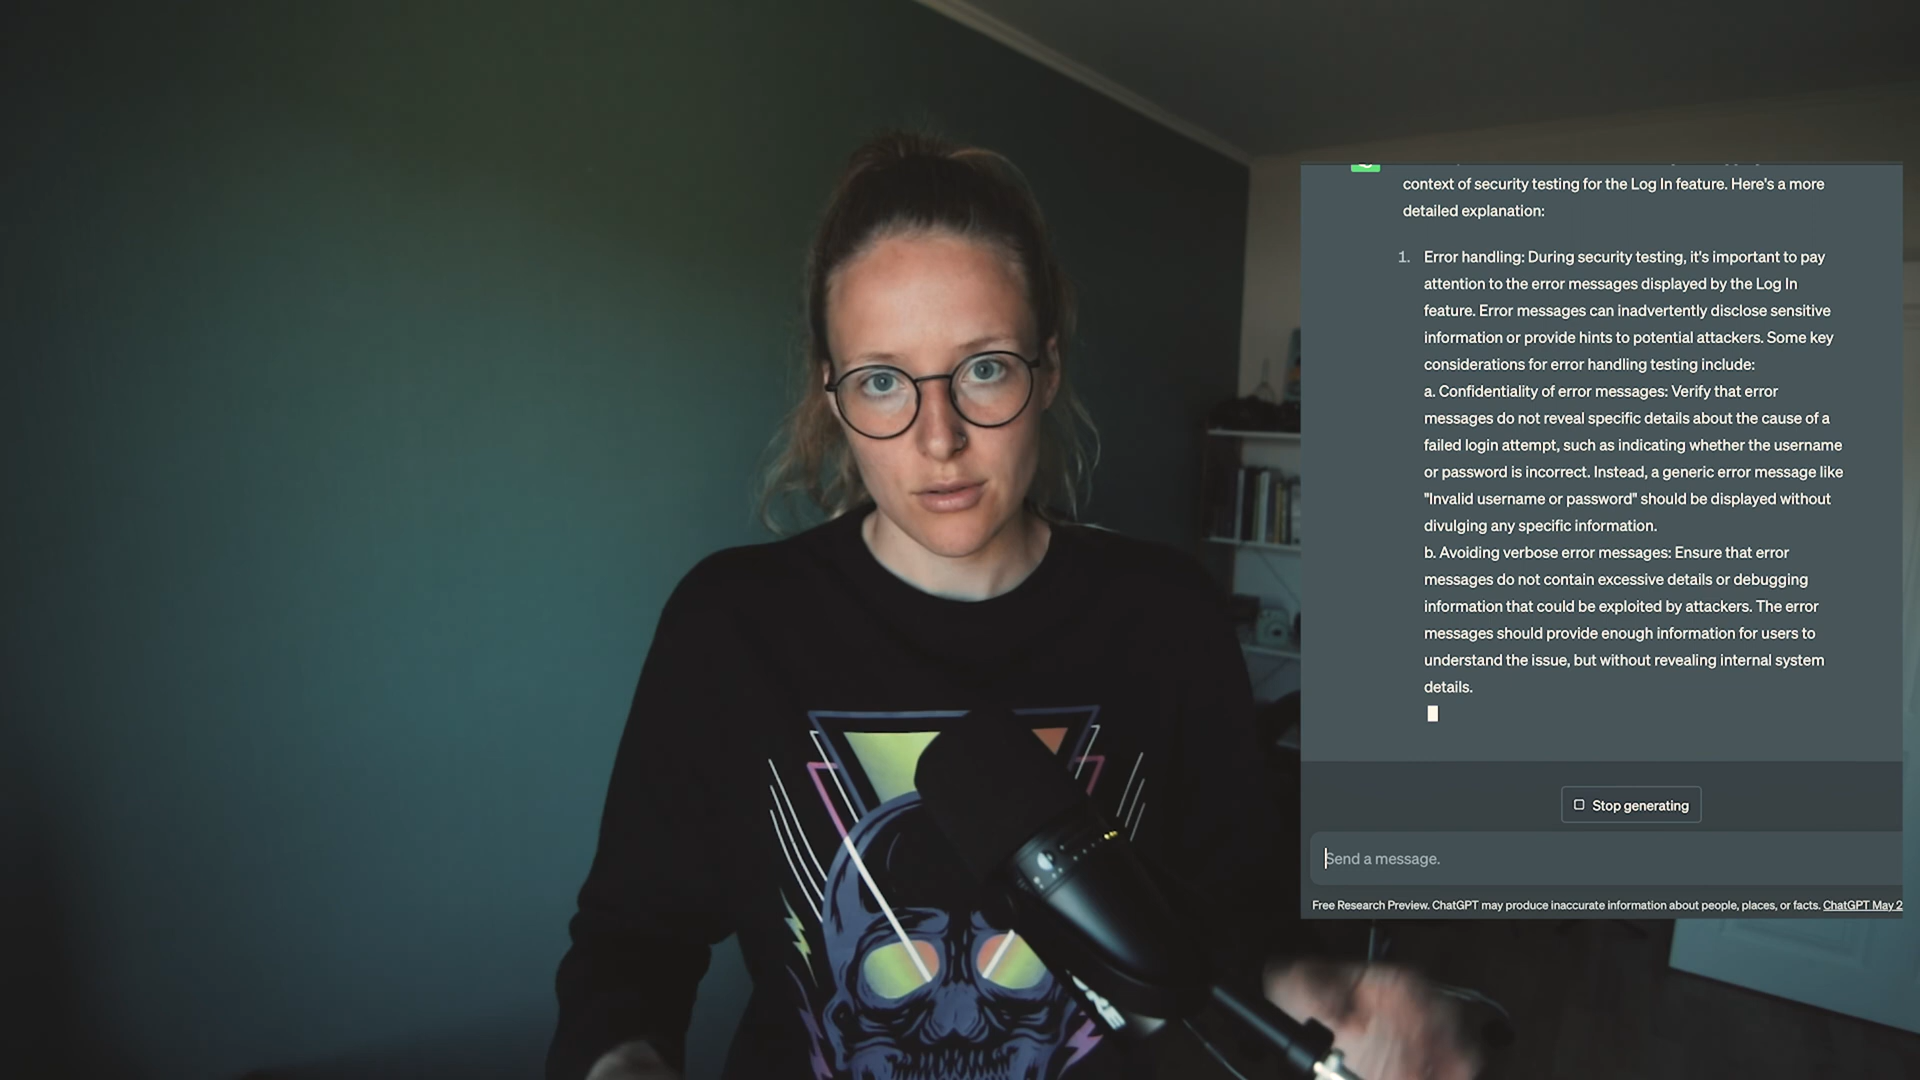 context of security testing for the Log In feature. Here's a more
detailed explanation:
1. Error handling: During security testing, it's important to pay
attention to the error messages displayed by the Log In
feature. Error messages can inadvertently disclose sensitive
information or provide hints to potential attackers. Some key
considerations for error handling testing include:
a. Confidentiality of error messages: Verify that error
messages do not reveal specific details about the cause of a
failed login attempt, such as indicating whether the username
or password is incorrect. Instead, a generic error message like
"Invalid username or password" should be displayed without
divulging any specific information.
b. Avoiding verbose error messages: Ensure that error
messages do not contain excessive details or debugging
information that could be exploited by attackers. The error
messages should provide enough information for users to
understand the issue, but without revealing internal system
details.
Stop generating
Send a message.
Free Research Preview. ChatGPT may produce inaccurate information about people, places, or facts. ChatGPT May 2